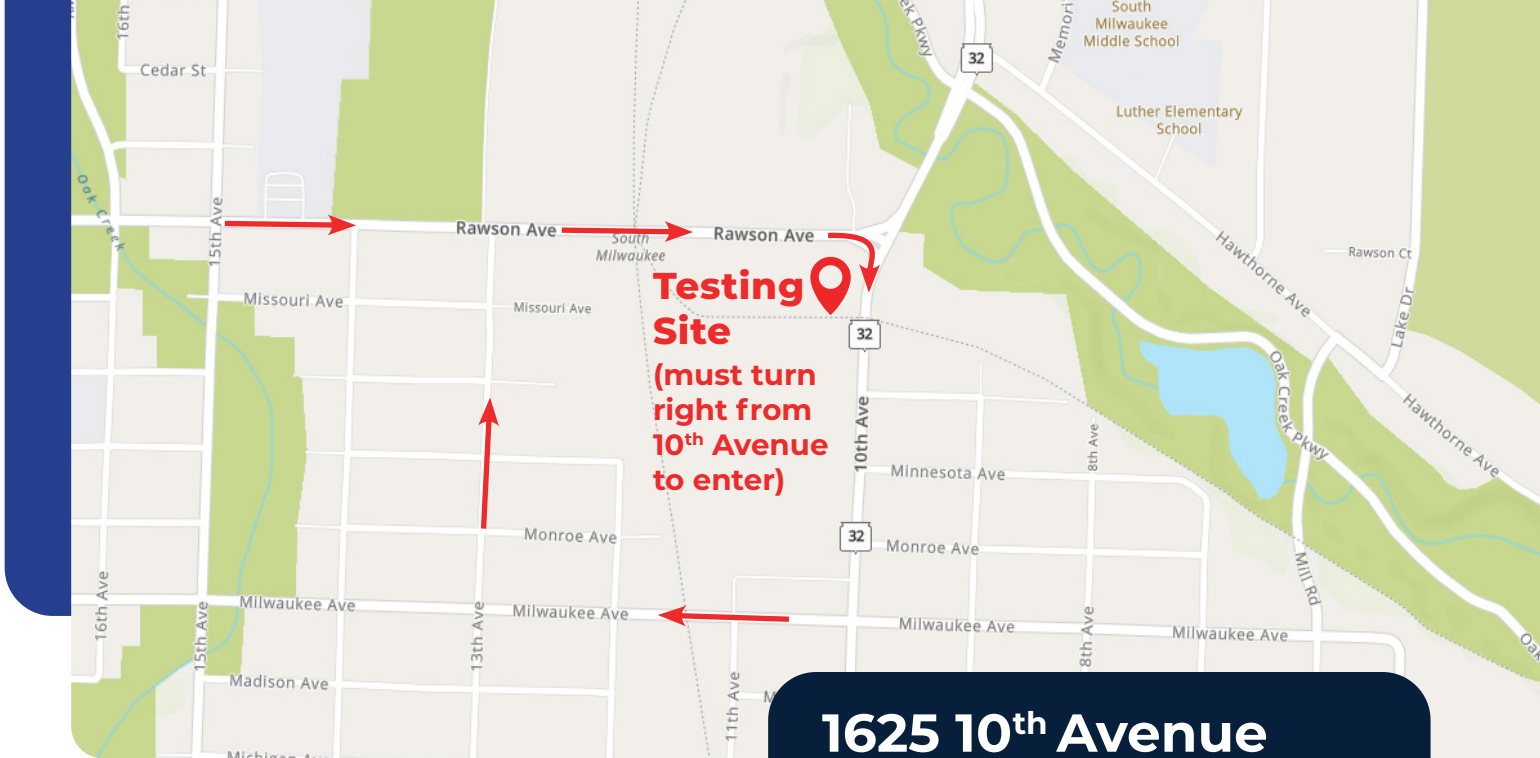 16th
Cedar St
32
South
Milwaukee
Middle School
Luther Elementary
School
Oak Creek
15th Ave
Rawson Ave
Rawson Ave
South
Milwaukee
Rawson Ct
Hawthorne Ave
Lake Dr
Missouri Ave
Missouri Ave
Testing
Site
(must turn
right from
10th Avenue
to enter)
32
10th Ave
Oak Creek Pkwy
Hawthorne Ave
8th Ave
Minnesota Ave
Monroe Ave
32
Monroe Ave
Mill Rd
16th Ave
15th Ave
Milwaukee Ave
13th Ave
Milwaukee Ave
Milwaukee Ave
8th Ave
Milwaukee Ave
Madison Ave
11th Ave
1625 10th Avenue